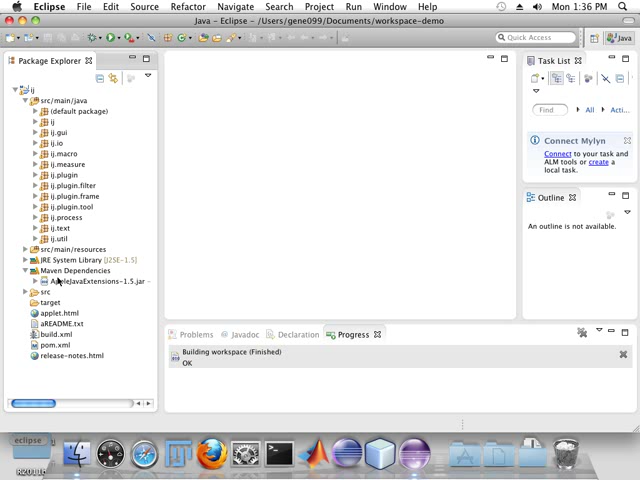 Eclipse File Edit Source Refactor Navigate Search Project Run Window Help Mon 1:36 PM
Java - Eclipse - /Users/gene099/Documents/workspace-demo
Quick Access
Java
Package Explorer
ij
src/main/java
(default package)
ij
ij.gui
ij.io
ij.macro
ij.measure
ij.plugin
ij.plugin.filter
ij.plugin.frame
ij.plugin.tool
ij.process
ij.text
ij.util
src/main/resources
JRE System Library [J2SE-1.5]
Maven Dependencies
AppleJavaExtensions-1.5.jar -
src
target
applet.html
aREADME.txt
build.xml
pom.xml
release-notes.html
Task List
Find All Acti...
Connect Mylyn
Connect to your task and
ALM tools or create a
local task.
Outline
An outline is not available.
Problems Javadoc Declaration Progress
Building workspace (Finished)
OK
eclipse